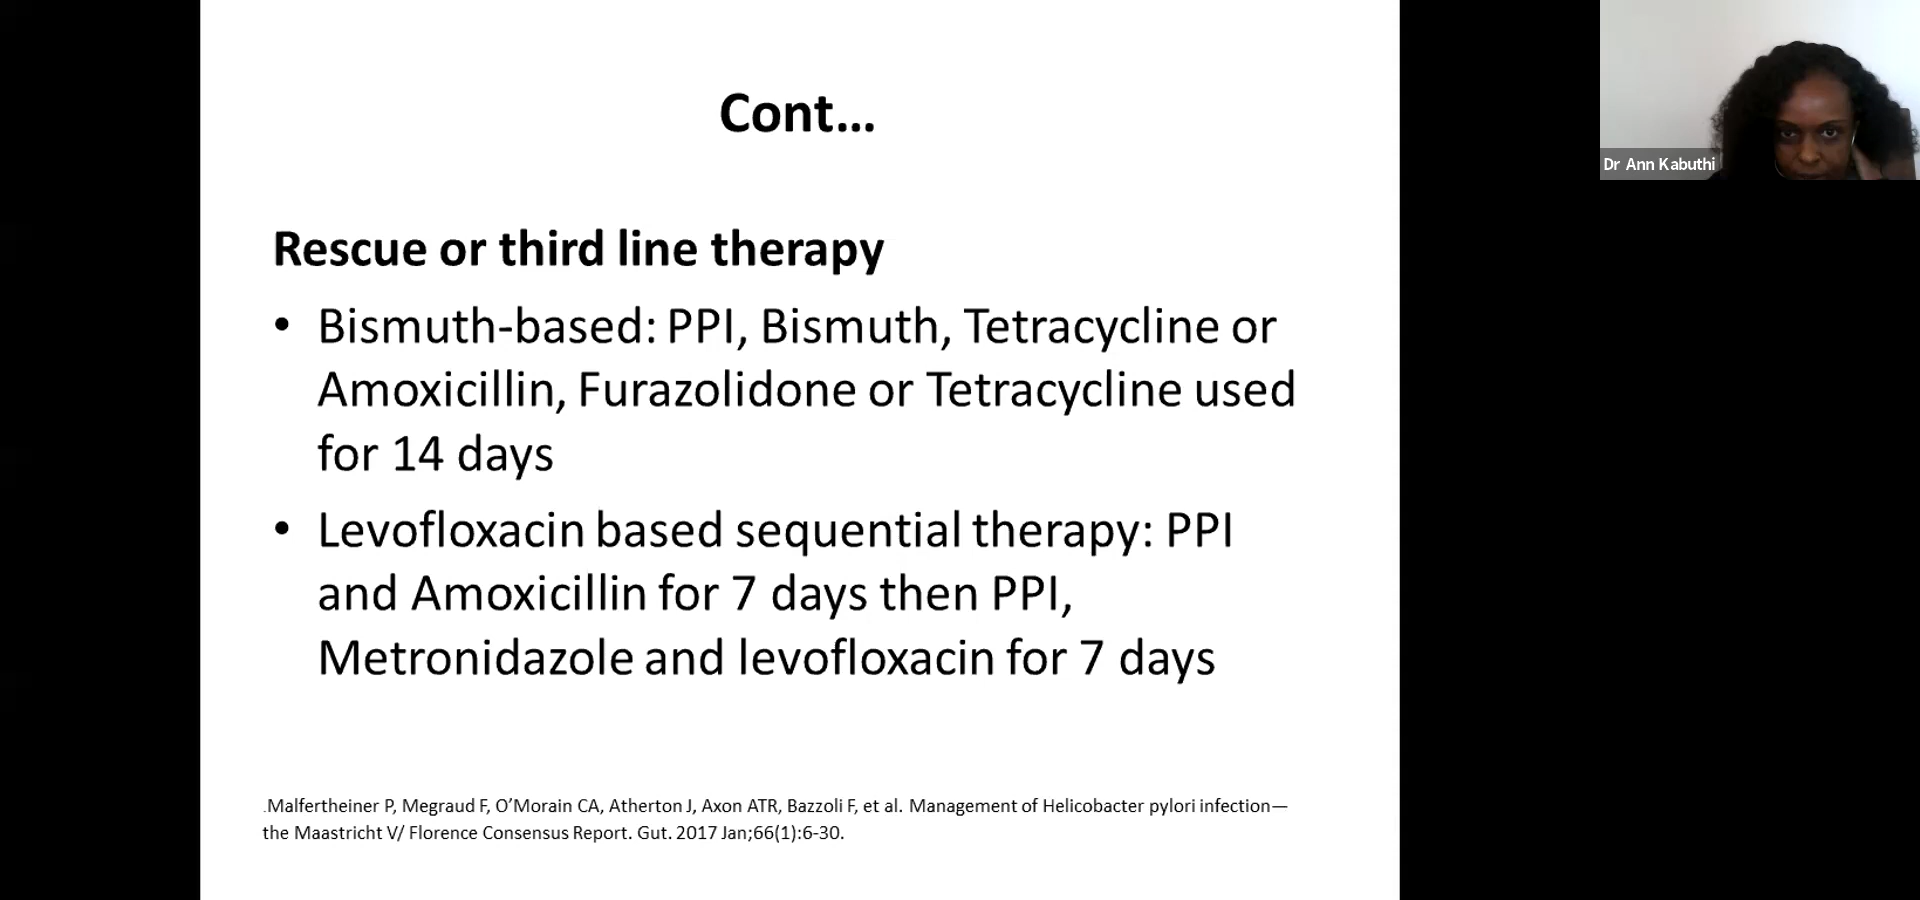 Cont...
Rescue or third line therapy
• Bismuth-based: PPI, Bismuth, Tetracycline or
Amoxicillin, Furazolidone or Tetracycline used
for 14 days
• Levofloxacin based sequential therapy: PPI
and Amoxicillin for 7 days then PPI,
Metronidazole and levofloxacin for 7 days
.Malfertheiner P, Megraud F, O’Morain CA, Atherton J, Axon ATR, Bazzoli F, et al. Management of Helicobacter pylori infection—
the Maastricht V/ Florence Consensus Report. Gut. 2017 Jan;66(1):6-30.
Dr Ann Kabuthi